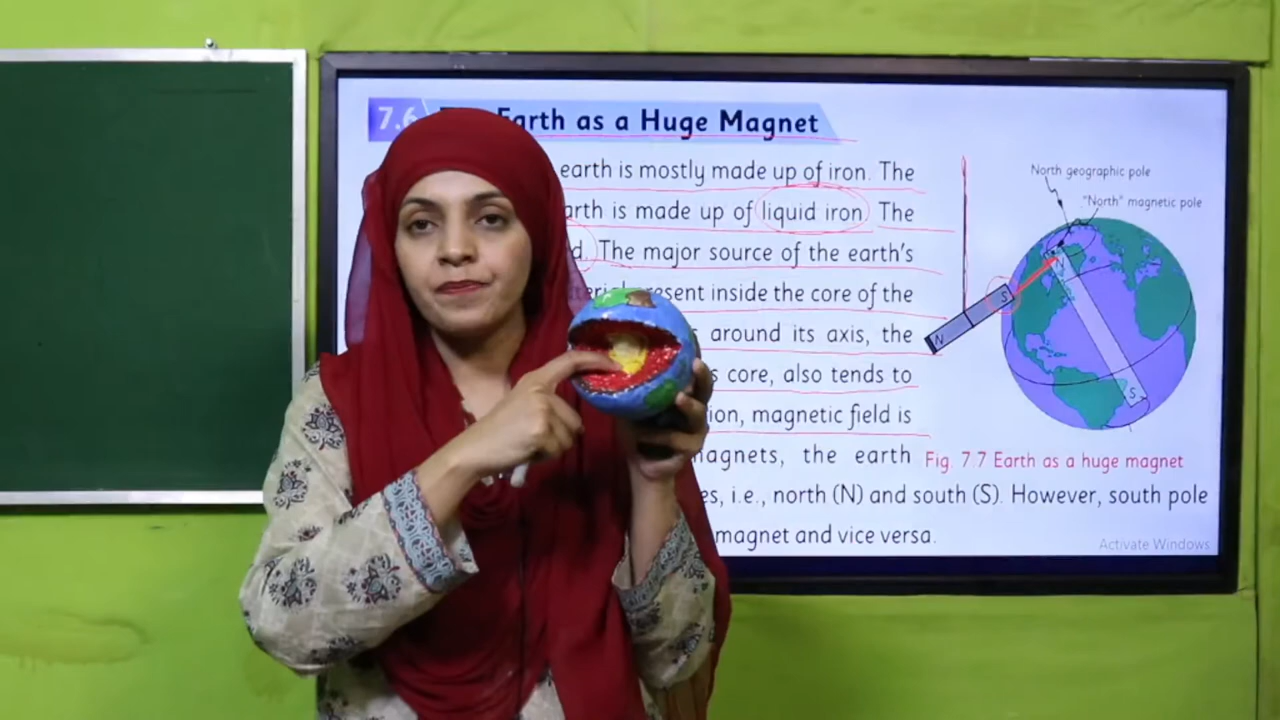 7.6 Earth as a Huge Magnet
earth is mostly made up of iron. The
arth is made up of liquid iron. The
d. The major source of the earth's
present inside the core of the
around its axis, the
core, also tends to
ion, magnetic field is
magnets, the earth
es, i.e., north (N) and south (S). However, south pole
magnet and vice versa.
North geographic pole
"North" magnetic pole
S
N
S
Fig. 7.7 Earth as a huge magnet
Activate Windows